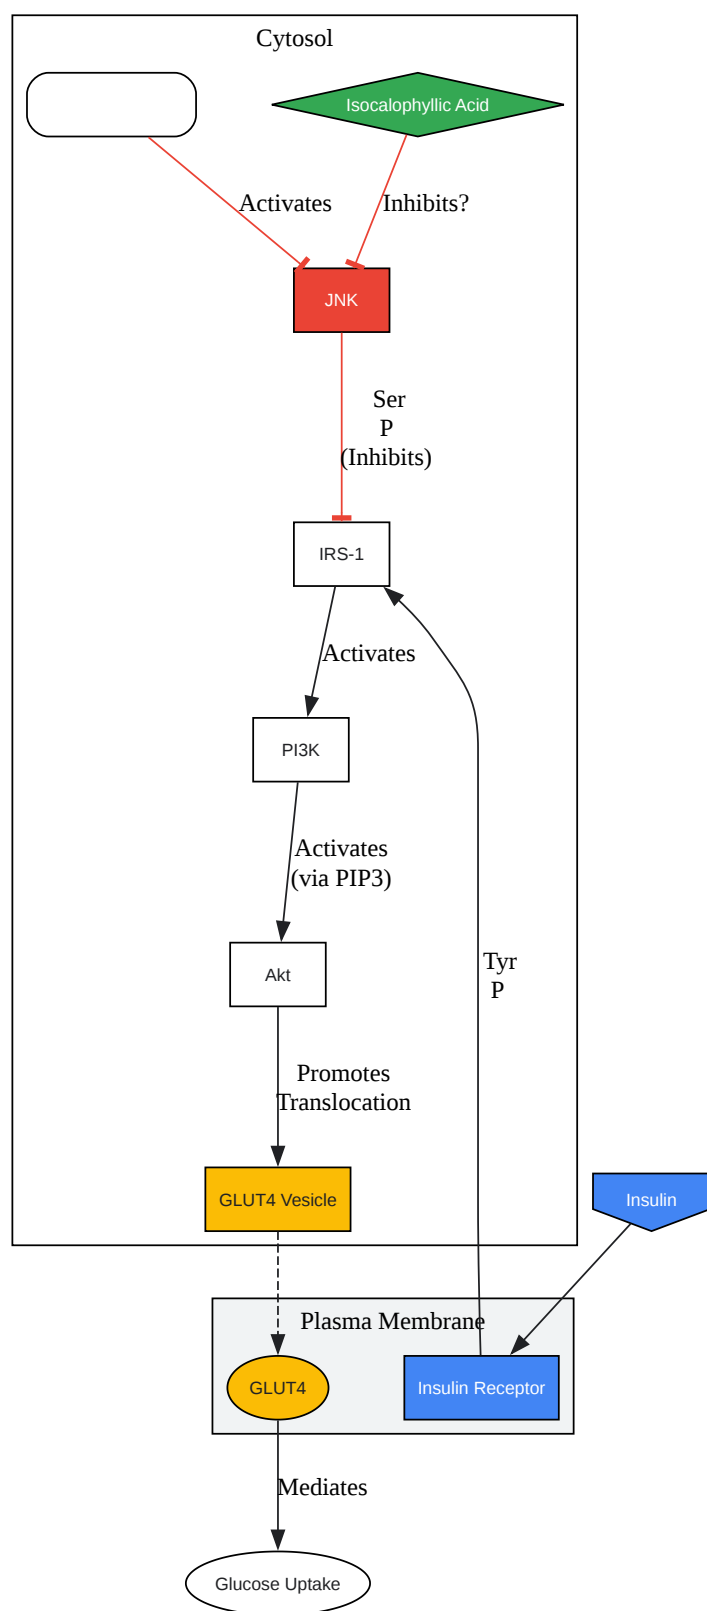 Cytosol
Isocalophyllic Acid
Activates
Inhibits?
JNK
Ser
P
(Inhibits)
IRS-1
Activates
PI3K
Activates
(via PIP3)
Akt
Tyr
P
Promotes
Translocation
GLUT4 Vesicle
Insulin
Plasma Membrane
GLUT4
Insulin Receptor
Mediates
Glucose Uptake